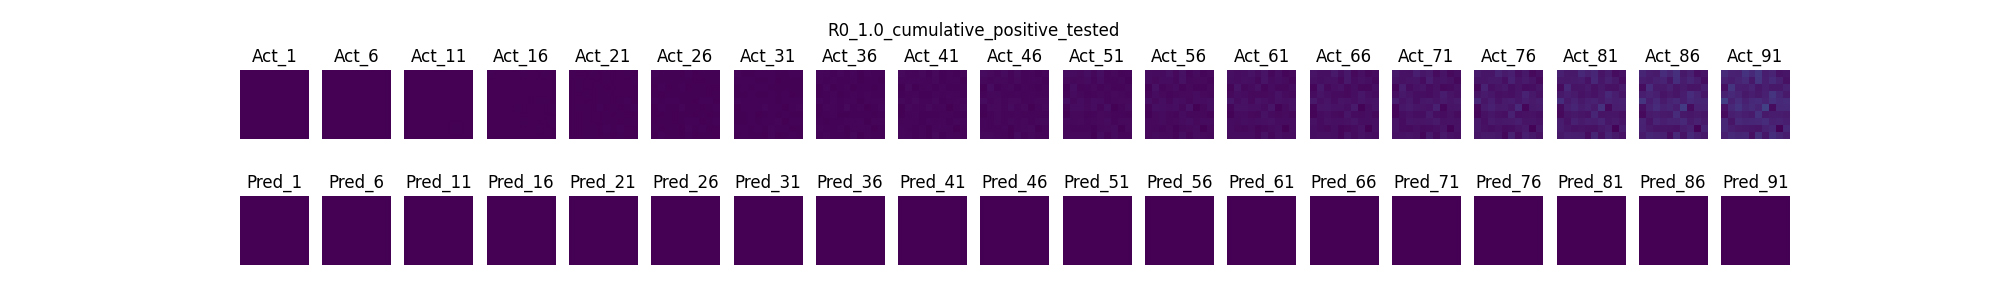 R0_1.0_cumulative_positive_tested
Act_1 Act_6 Act_11 Act_16 Act_21 Act_26 Act_31 Act_36 Act_41 Act_46 Act_51 Act_56 Act_61 Act_66 Act_71 Act_76 Act_81 Act_86 Act_91
Pred_1 Pred_6 Pred_11 Pred_16 Pred_21 Pred_26 Pred_31 Pred_36 Pred_41 Pred_46 Pred_51 Pred_56 Pred_61 Pred_66 Pred_71 Pred_76 Pred_81 Pred_86 Pred_91